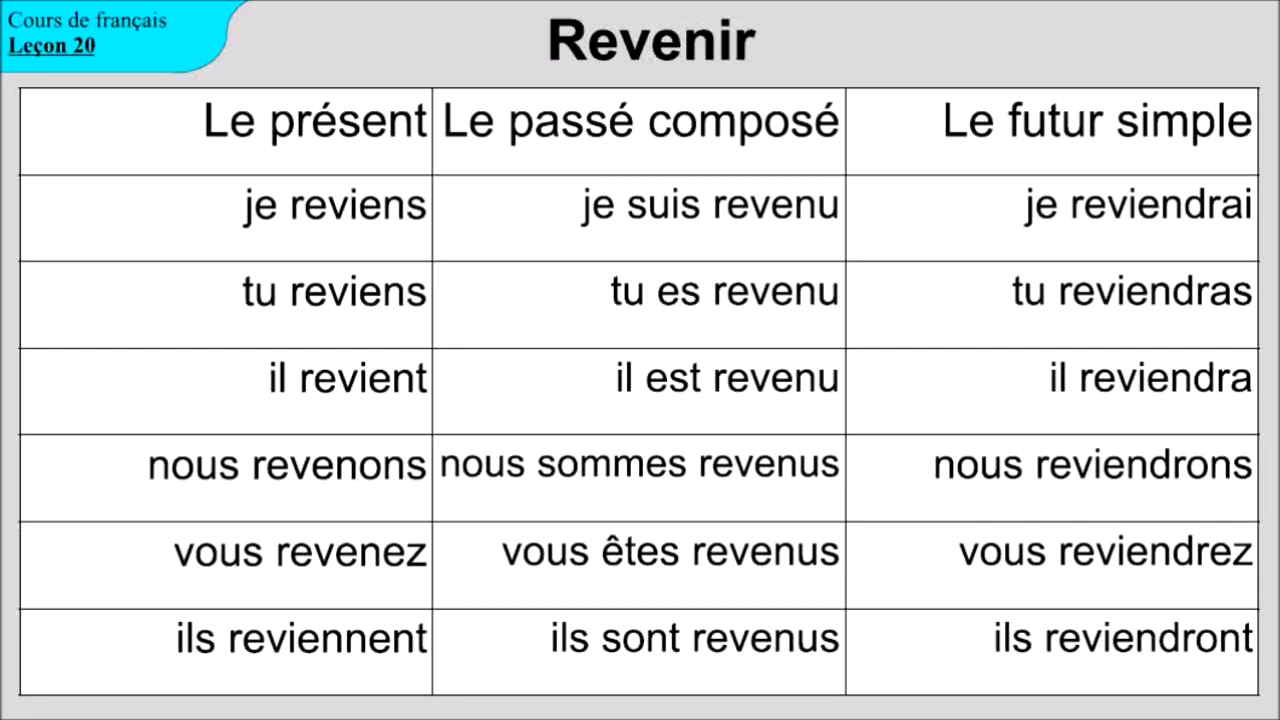 Cours de français
Leçon 20
Revenir
Le présent Le passé composé Le futur simple
je reviens je suis revenu je reviendrai
tu reviens tu es revenu tu reviendras
il revient il est revenu il reviendra
nous revenons nous sommes revenus nous reviendrons
vous revenez vous êtes revenus vous reviendrez
ils reviennent ils sont revenus ils reviendront